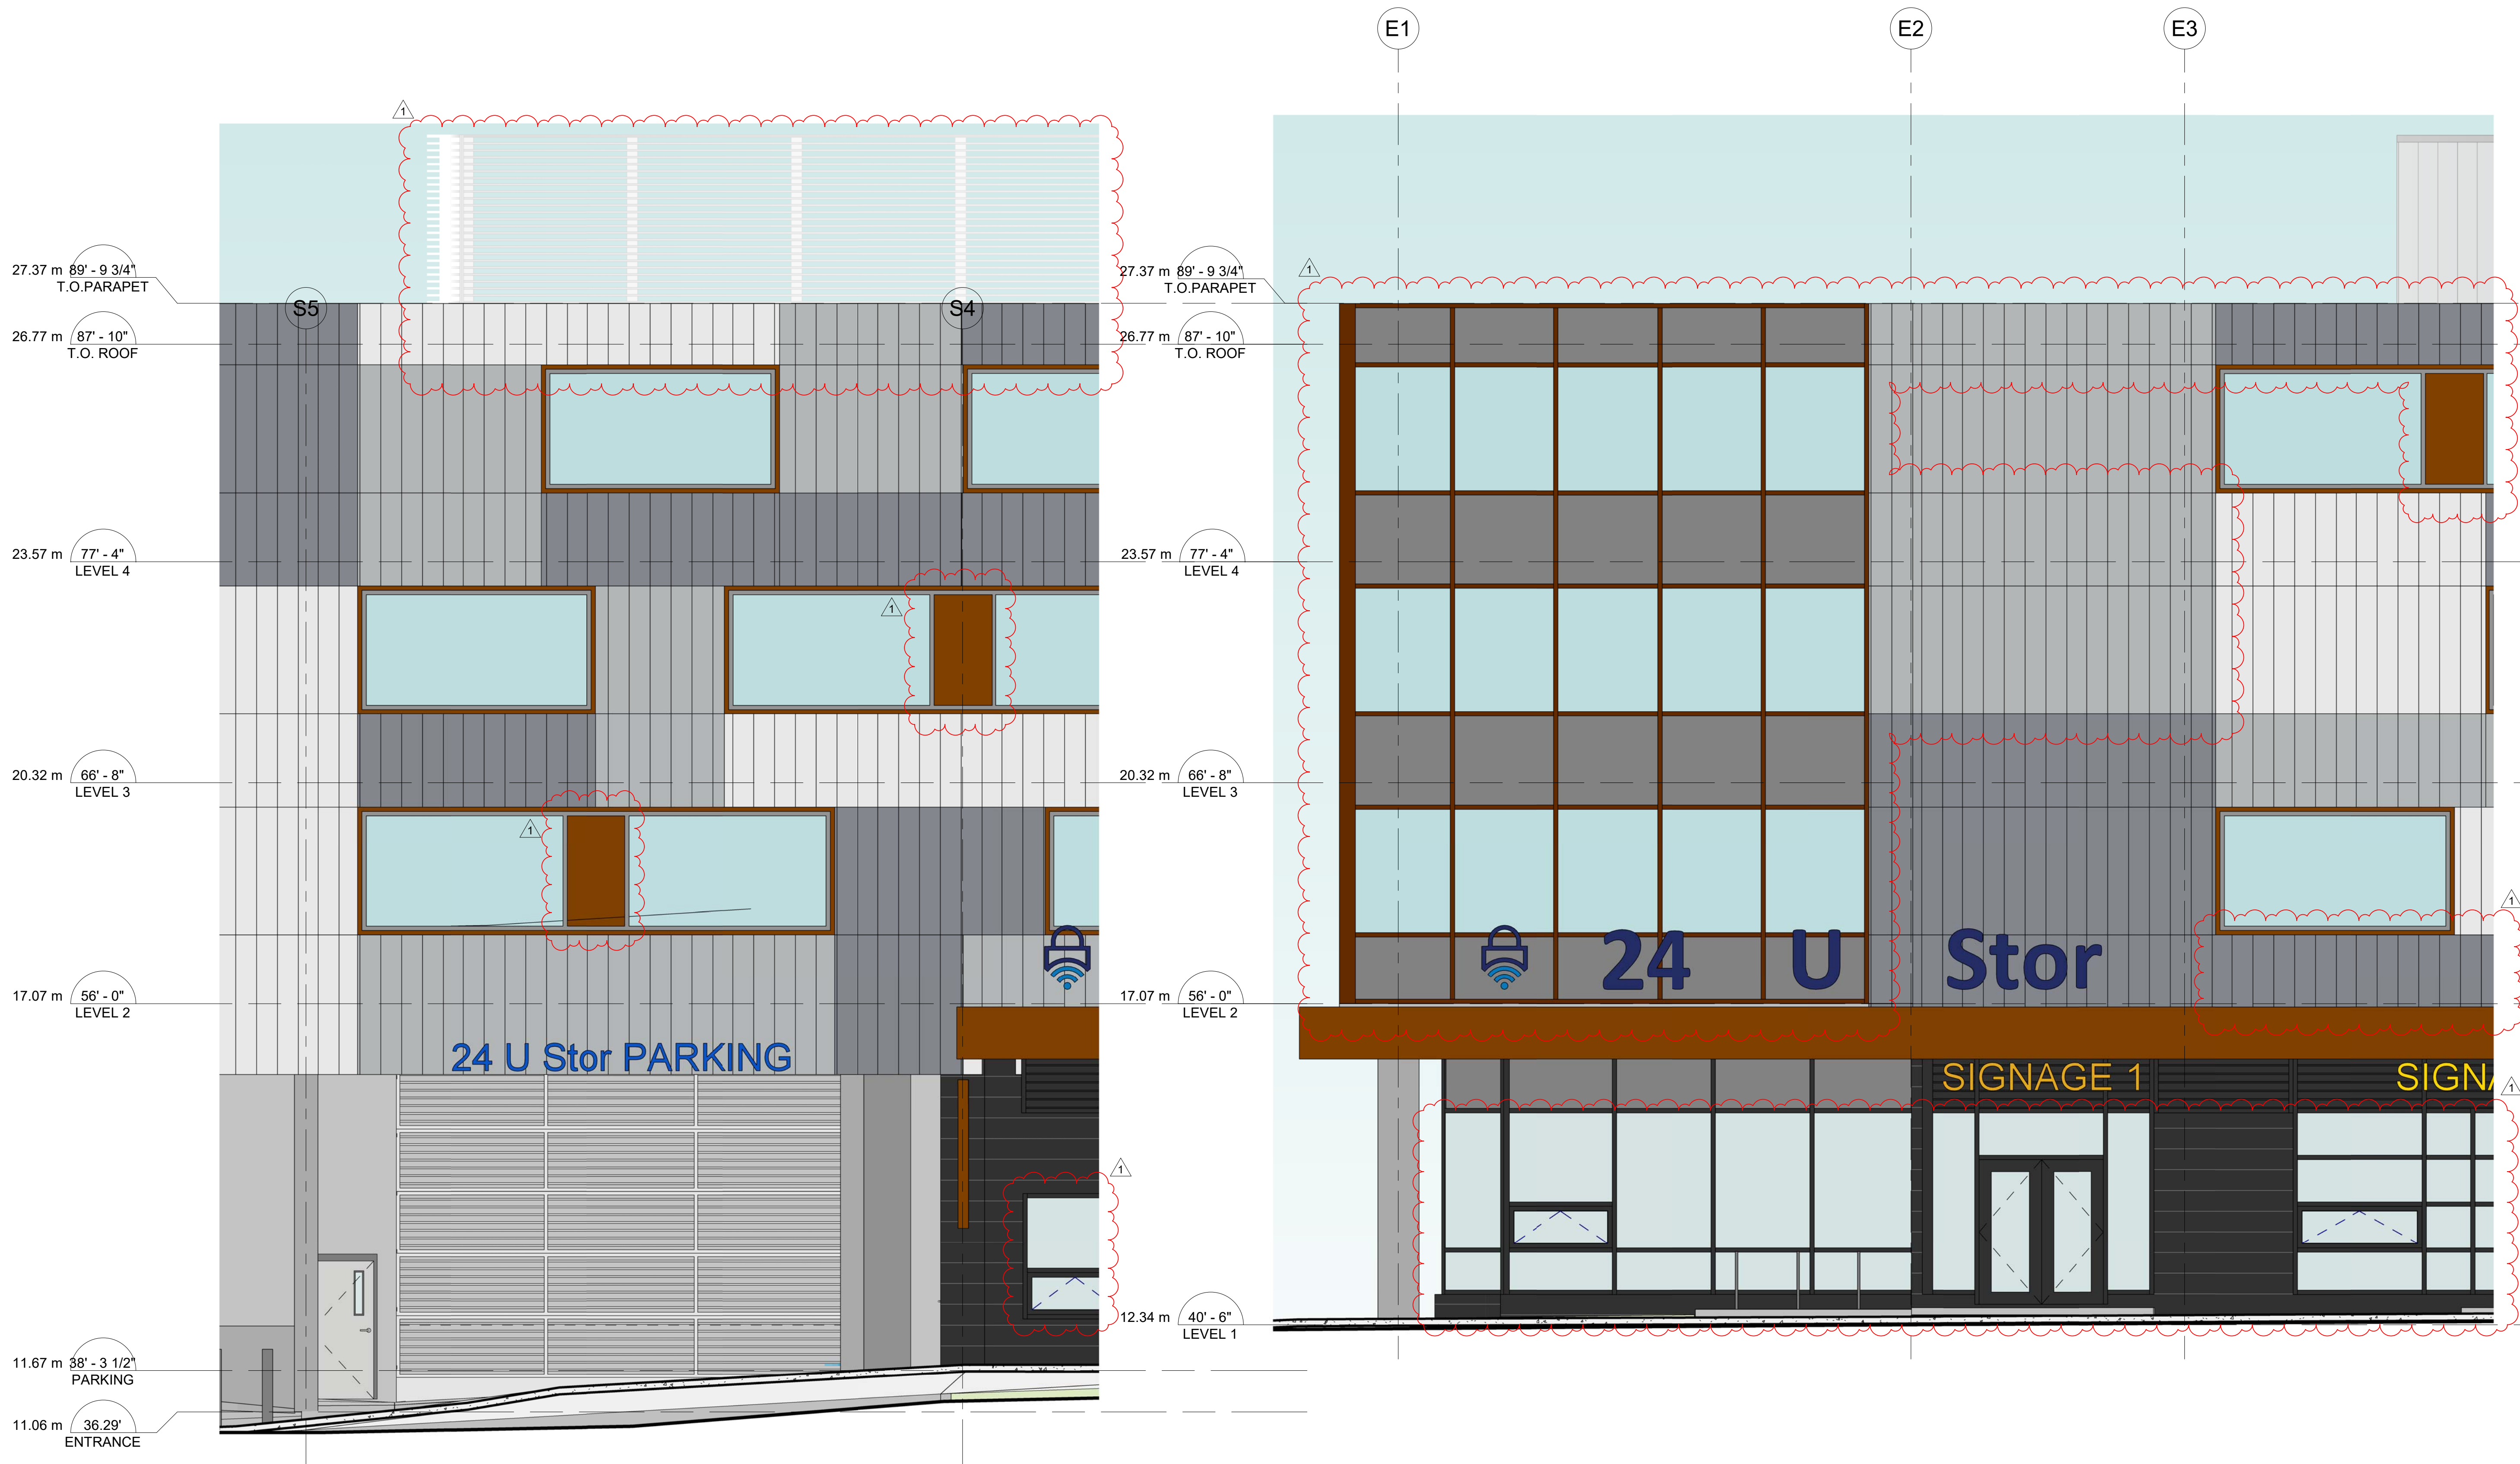 E1
E2
E3
1
27.37 m 89' - 9 3/4"
T.O.PARAPET
S5
S4
26.77 m 87' - 10"
T.O. ROOF
23.57 m 77' - 4"
LEVEL 4
1
20.32 m 66' - 8"
LEVEL 3
1
17.07 m 56' - 0"
LEVEL 2
24 U Stor PARKING
1
11.67 m 38' - 3 1/2"
PARKING
11.06 m 36.29'
ENTRANCE
27.37 m 89' - 9 3/4"
T.O.PARAPET
1
26.77 m 87' - 10"
T.O. ROOF
23.57 m 77' - 4"
LEVEL 4
20.32 m 66' - 8"
LEVEL 3
1
24 U Stor
17.07 m 56' - 0"
LEVEL 2
SIGNAGE 1
SIGNA
1
12.34 m 40' - 6"
LEVEL 1